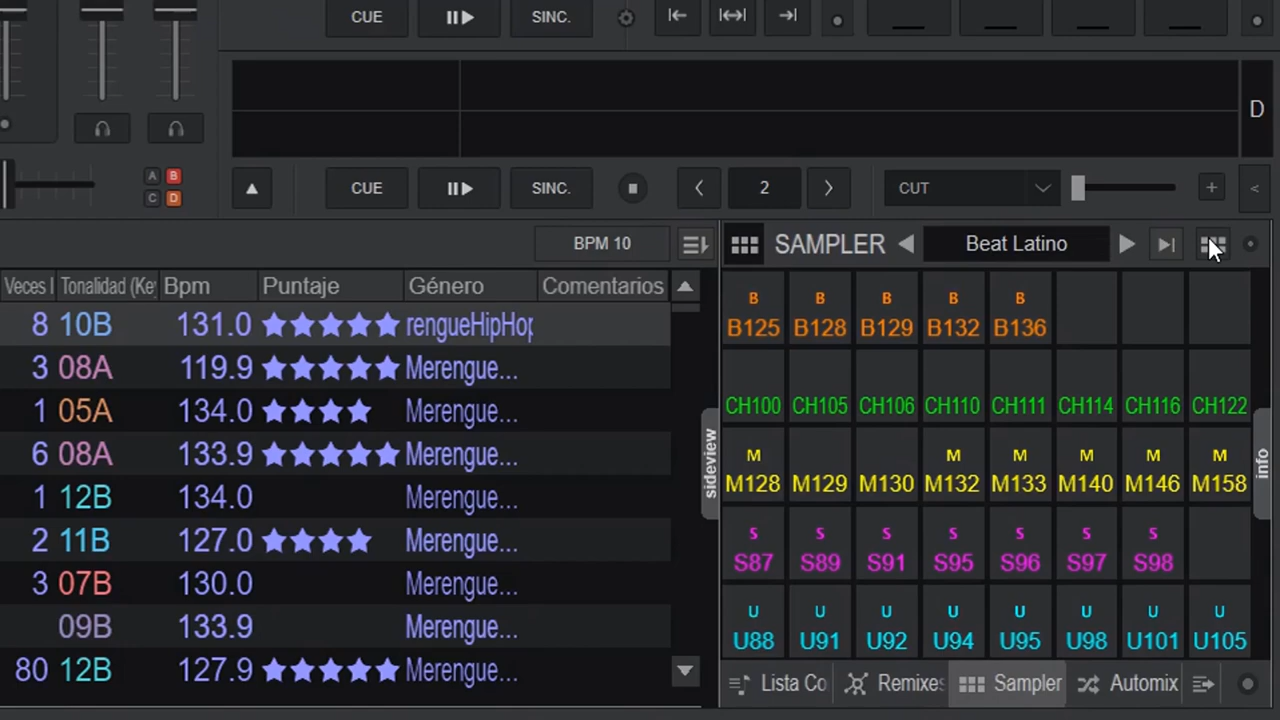 CUE SINC.
D
A B
C D
CUE SINC. 2 CUT + <
BPM 10 SAMPLER Beat Latino
Veces Tonalidad (Key Bpm Puntaje Género Comentarios
8 10B 131.0 rengueHipHop
3 08A 119.9 Merengue...
1 05A 134.0 Merengue...
6 08A 133.9 Merengue...
1 12B 134.0 Merengue...
2 11B 127.0 Merengue...
3 07B 130.0 Merengue...
09B 133.9 Merengue...
80 12B 127.9 Merengue...
sideview
B B B B B
B125 B128 B129 B132 B136
CH100 CH105 CH106 CH110 CH111 CH114 CH116 CH122
M M M M M M
M128 M129 M130 M132 M133 M140 M146 M158
S S S S S S S
S87 S89 S91 S95 S96 S97 S98
U U U U U U U U
U88 U91 U92 U94 U95 U98 U101 U105
info
Lista Co Remixes Sampler Automix